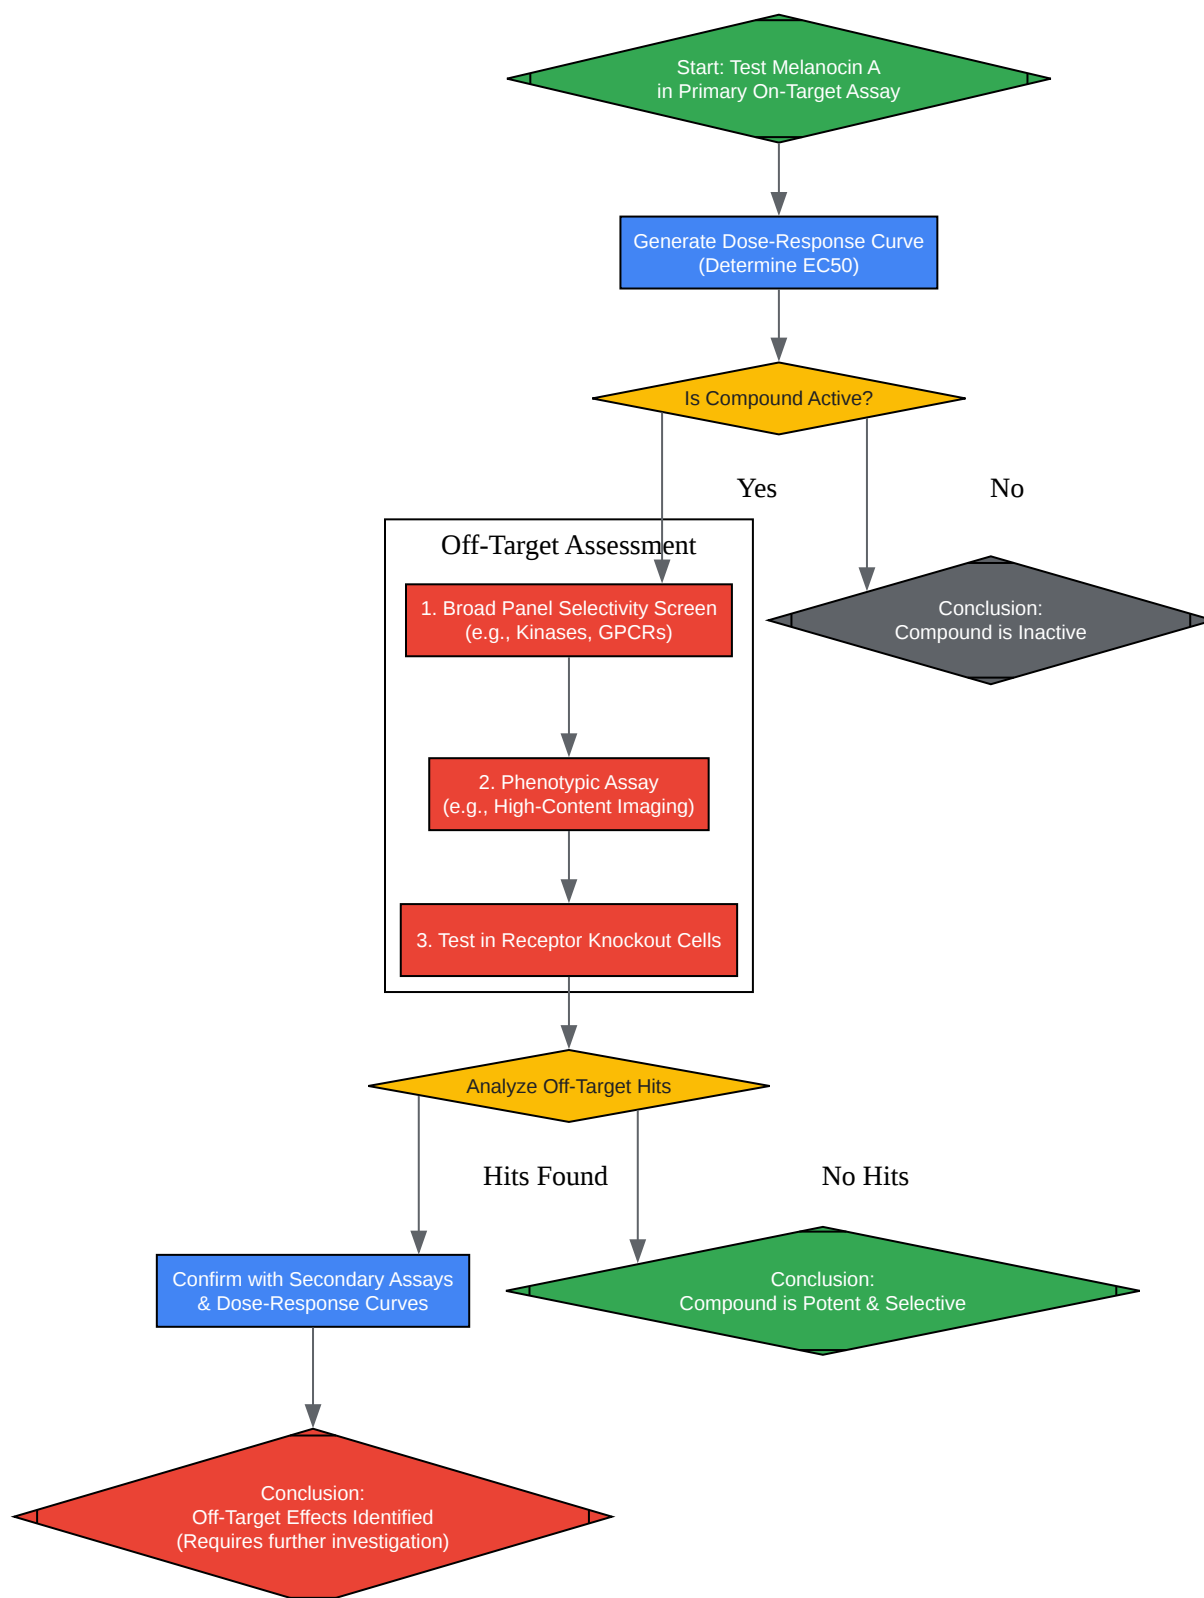 Start: Test Melanocin A
in Primary On-Target Assay
Generate Dose-Response Curve
(Determine EC50)
Is Compound Active?
Yes
No
Off-Target Assessment
1. Broad Panel Selectivity Screen
(e.g., Kinases, GPCRs)
Conclusion:
Compound is Inactive
2. Phenotypic Assay
(e.g., High-Content Imaging)
3. Test in Receptor Knockout Cells
Analyze Off-Target Hits
Hits Found
No Hits
Confirm with Secondary Assays
& Dose-Response Curves
Conclusion:
Compound is Potent & Selective
Conclusion:
Off-Target Effects Identified
(Requires further investigation)